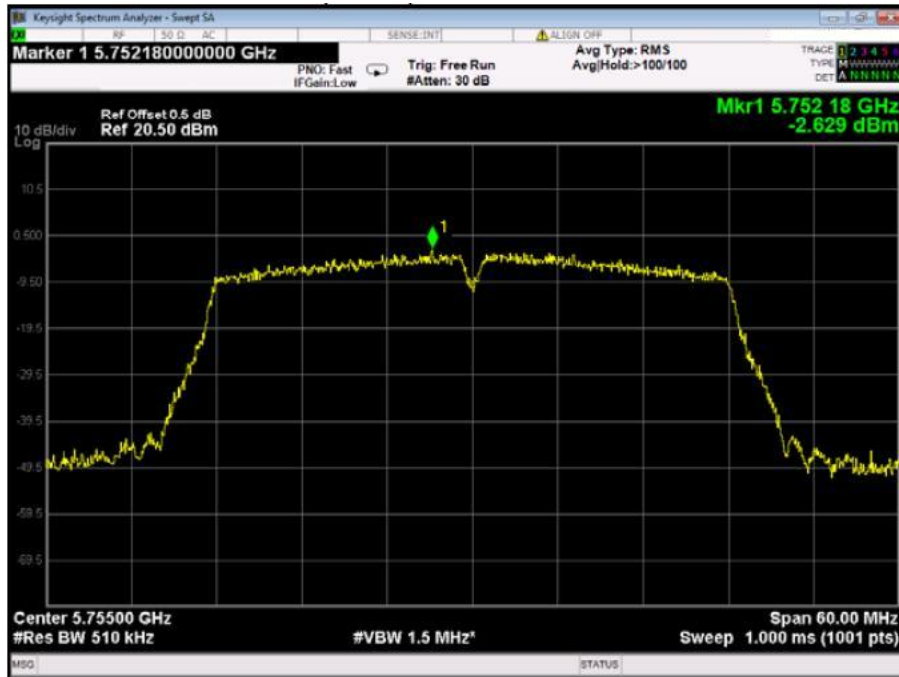 Keysight Spectrum Analyzer - Swept SA
RF 50 Ω AC SENSE:INT ALIGN OFF
Marker 1 5.752180000000 GHz
PNO: Fast
IFGain:Low
Trig: Free Run
#Atten: 30 dB
Avg Type: RMS
Avg|Hold:>100/100
TRACE 1 2 3 4 5 6
TYPE M WWWWW
DET A N N N N N
Mkr1 5.752 18 GHz
-2.629 dBm
Ref Offset 0.5 dB
10 dB/div Ref 20.50 dBm
Log
10.5
1
0.500
-9.50
-19.5
-29.5
-39.5
-49.5
-59.5
-69.5
Center 5.75500 GHz Span 60.00 MHz
#Res BW 510 kHz #VBW 1.5 MHz* Sweep 1.000 ms (1001 pts)
MSG STATUS